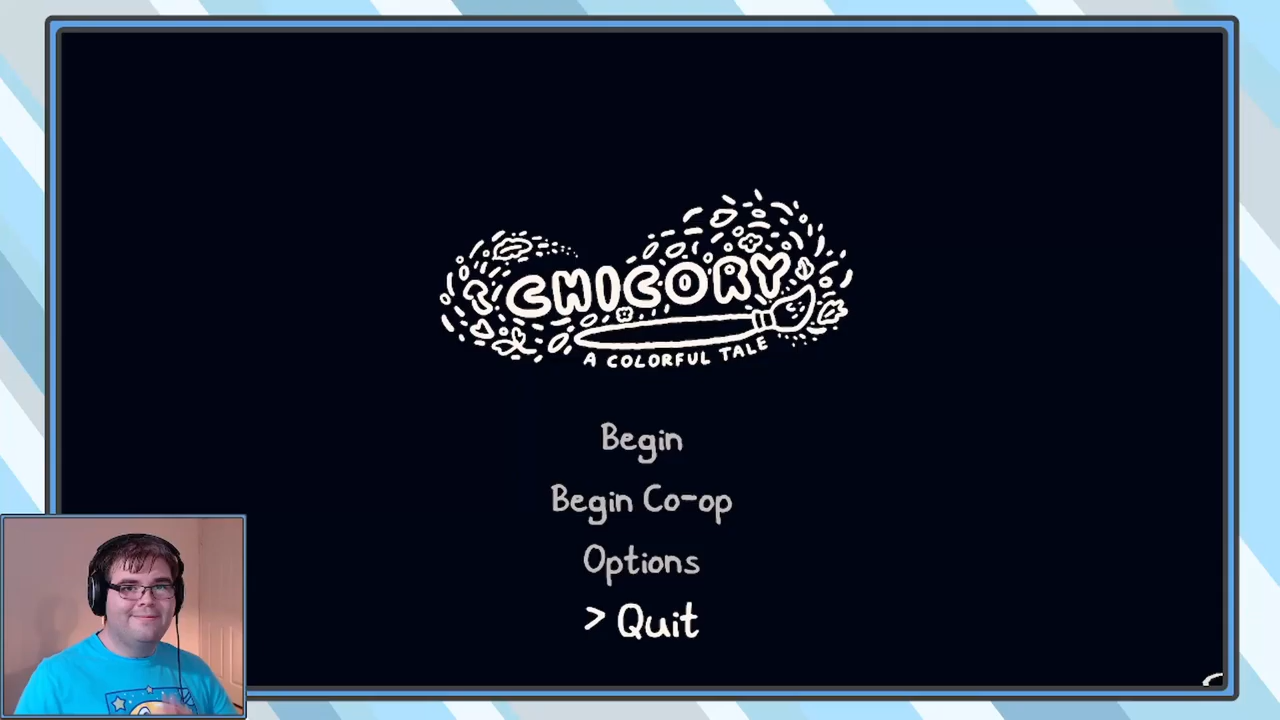 CHICORY
A COLORFUL TALE
Begin
Begin Co-op
Options
> Quit